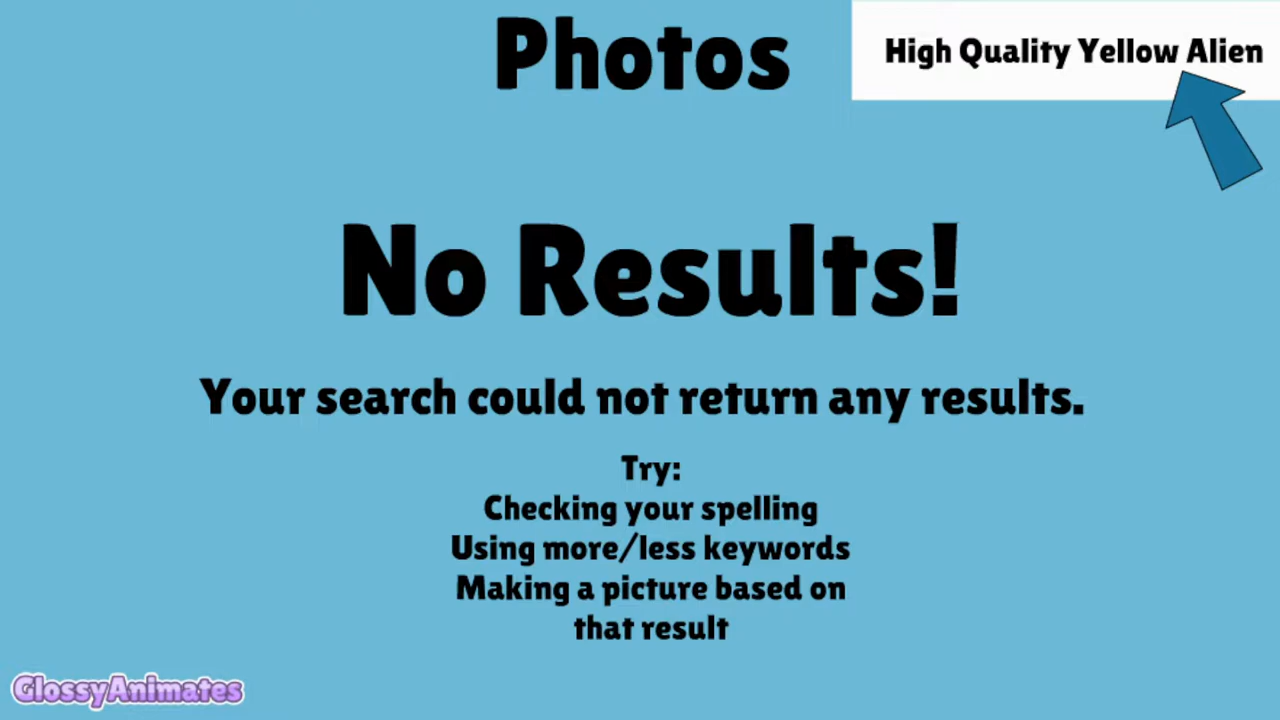 Photos
High Quality Yellow Alien
No Results!
Your search could not return any results.
Try:
Checking your spelling
Using more/less keywords
Making a picture based on
that result
GlossyAnimates